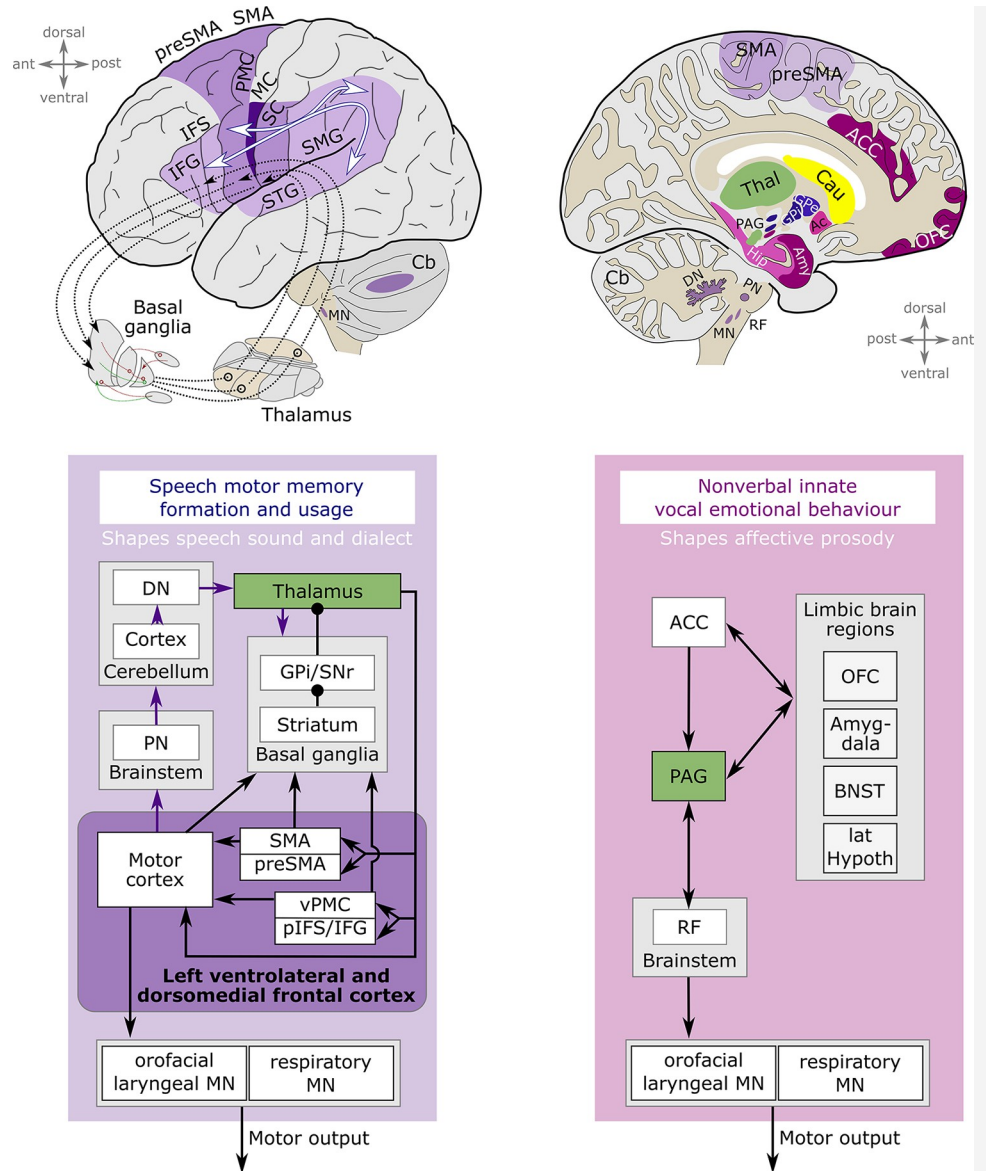 dorsal
ant
post
ventral
preSMA
SMA
PMC
MC
SC
IFS
IFG
SMG
STG
Cb
MN
Basal
ganglia
Thalamus
SMA
preSMA
ACC
Thal
Cau
PAG
GPi
GPe
Ac
OFC
Hip
Amy
Cb
DN
PN
MN
RF
dorsal
post
ant
ventral
Speech motor memory
formation and usage
Shapes speech sound and dialect
DN
Cortex
Cerebellum
Thalamus
GPi/SNr
Striatum
Basal ganglia
PN
Brainstem
Motor
cortex
SMA
preSMA
vPMC
pIFS/IFG
Left ventrolateral and
dorsomedial frontal cortex
orofacial
laryngeal MN
respiratory
MN
Motor output
Nonverbal innate
vocal emotional behaviour
Shapes affective prosody
ACC
Limbic brain
regions
OFC
Amyg-
dala
BNST
lat
Hypoth
PAG
RF
Brainstem
orofacial
laryngeal MN
respiratory
MN
Motor output